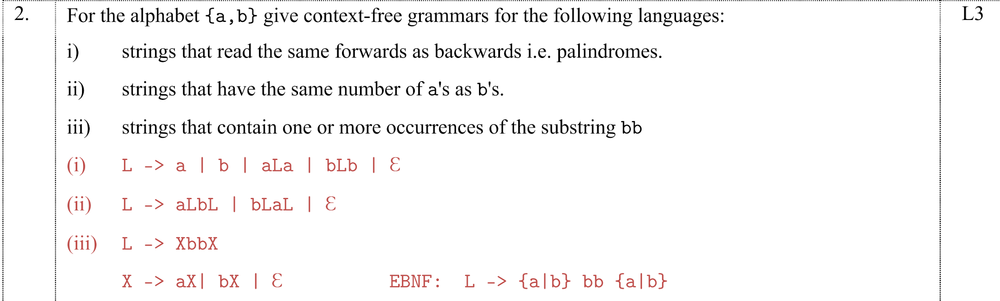 2. For the alphabet {a,b} give context-free grammars for the following languages: L3
i) strings that read the same forwards as backwards i.e. palindromes.
ii) strings that have the same number of a's as b's.
iii) strings that contain one or more occurrences of the substring bb
(i) L -> a | b | aLa | bLb | ℇ
(ii) L -> aLbL | bLaL | ℇ
(iii) L -> XbbX
X -> aX| bX | ℇ EBNF: L -> {a|b} bb {a|b}